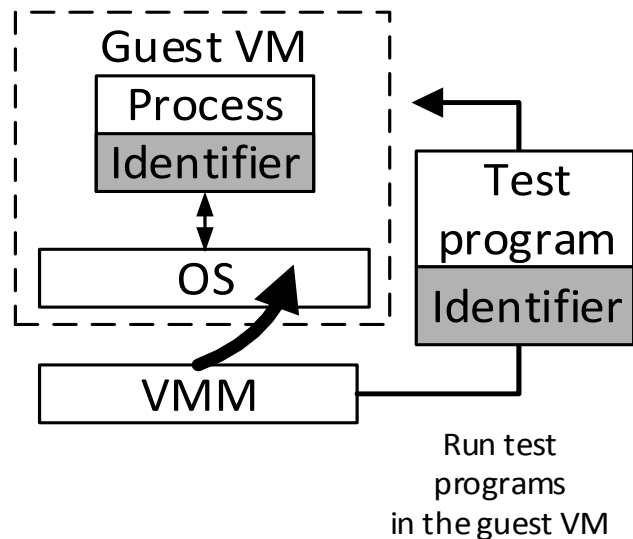 Guest VM
Process
Identifier
OS
VMM
Test
program
Identifier
Run test
programs
in the guest VM